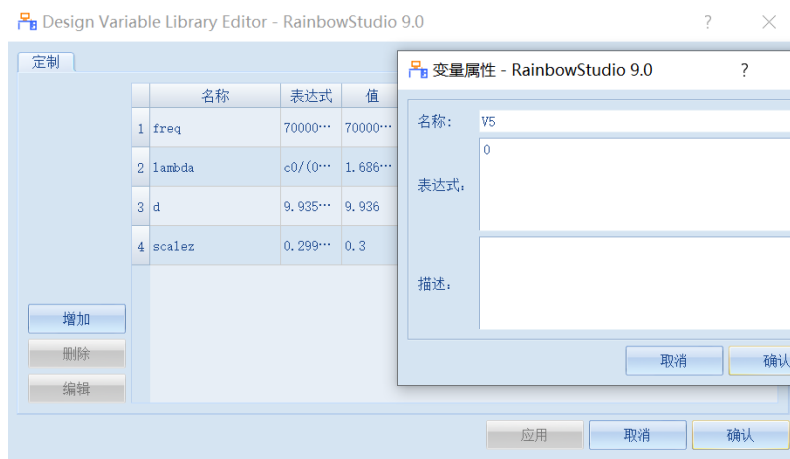 Design Variable Library Editor - RainbowStudio 9.0
定制
名称 表达式 值
1 freq 70000… 70000…
2 lambda c0/(0… 1.686…
3 d 9.935… 9.936
4 scalez 0.299… 0.3
增加
删除
编辑
应用 取消 确认
变量属性 - RainbowStudio 9.0
名称: V5
表达式: 0
描述:
取消 确认